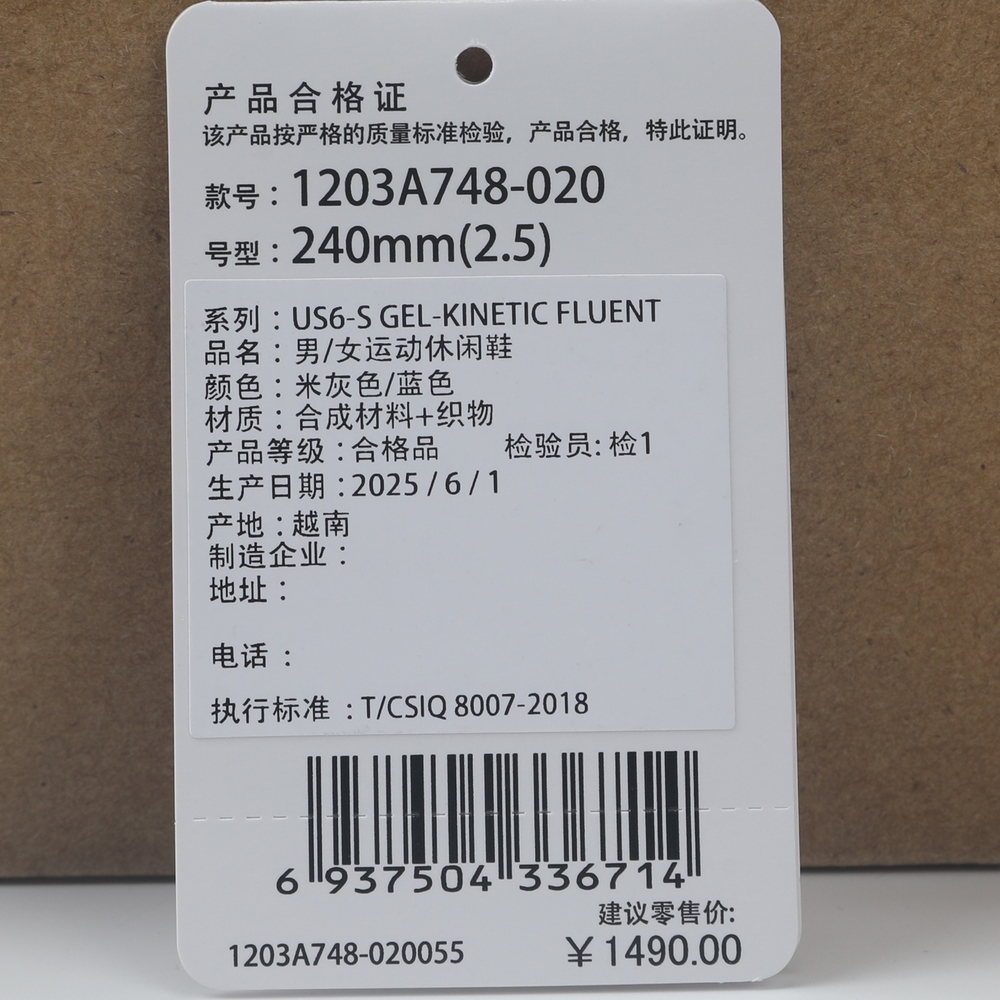 产品合格证
该产品按严格的质量标准检验，产品合格，特此证明。
款号：1203A748-020
号型：240mm(2.5)
系列：US6-S GEL-KINETIC FLUENT
品名：男/女运动休闲鞋
颜色：米灰色/蓝色
材质：合成材料+织物
产品等级：合格品 检验员: 检1
生产日期：2025 / 6 / 1
产地：越南
制造企业：
地址：
电话：
执行标准：T/CSIQ 8007-2018
6 937504 336714
建议零售价:
1203A748-020055 ￥1490.00